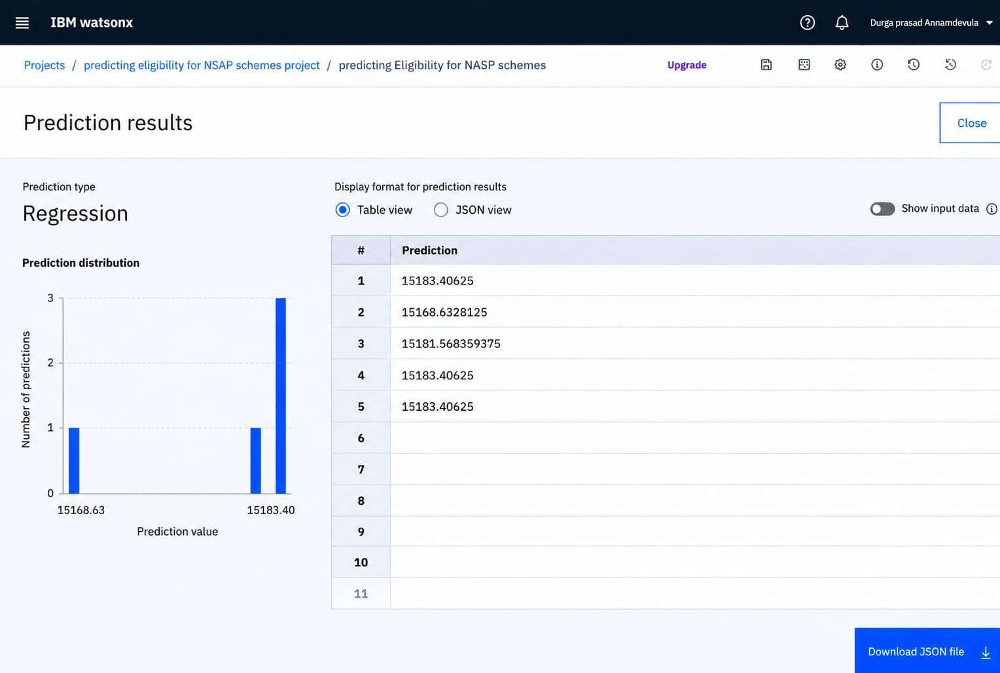 IBM watsonx
Durga prasad Annamdevula
Projects / predicting eligibility for NSAP schemes project / predicting Eligibility for NASP schemes
Upgrade
Prediction results
Close
Prediction type
Regression
Prediction distribution
Number of predictions
3
2
1
0
15168.63 15183.40
Prediction value
Display format for prediction results
Table view JSON view
Show input data
# Prediction
1 15183.40625
2 15168.6328125
3 15181.568359375
4 15183.40625
5 15183.40625
6
7
8
9
10
11
Download JSON file